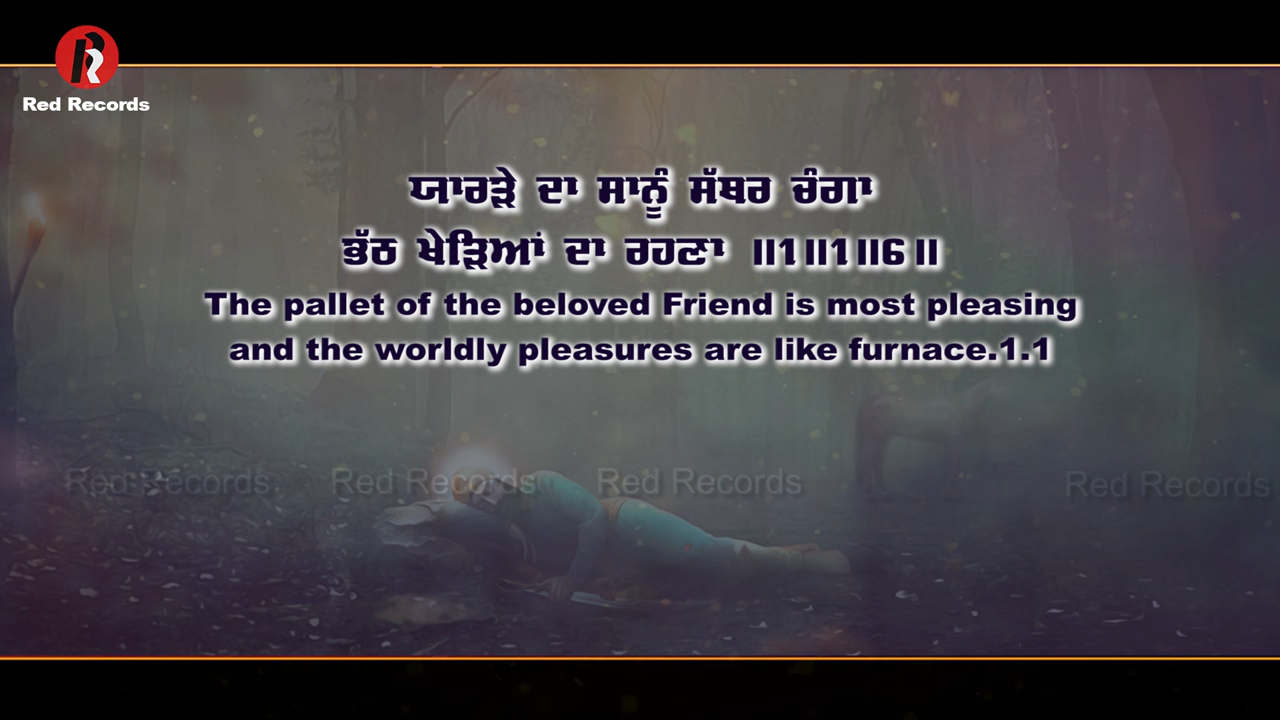 Red Records
ਯਾਰੜੇ ਦਾ ਸਾਨੂੰ ਸੱਥਰ ਚੰਗਾ
ਭੱਠ ਖੇੜਿਆਂ ਦਾ ਰਹਣਾ ॥1॥1॥6॥
The pallet of the beloved Friend is most pleasing
and the worldly pleasures are like furnace.1.1
Red Records Red Records Red Records Red Records